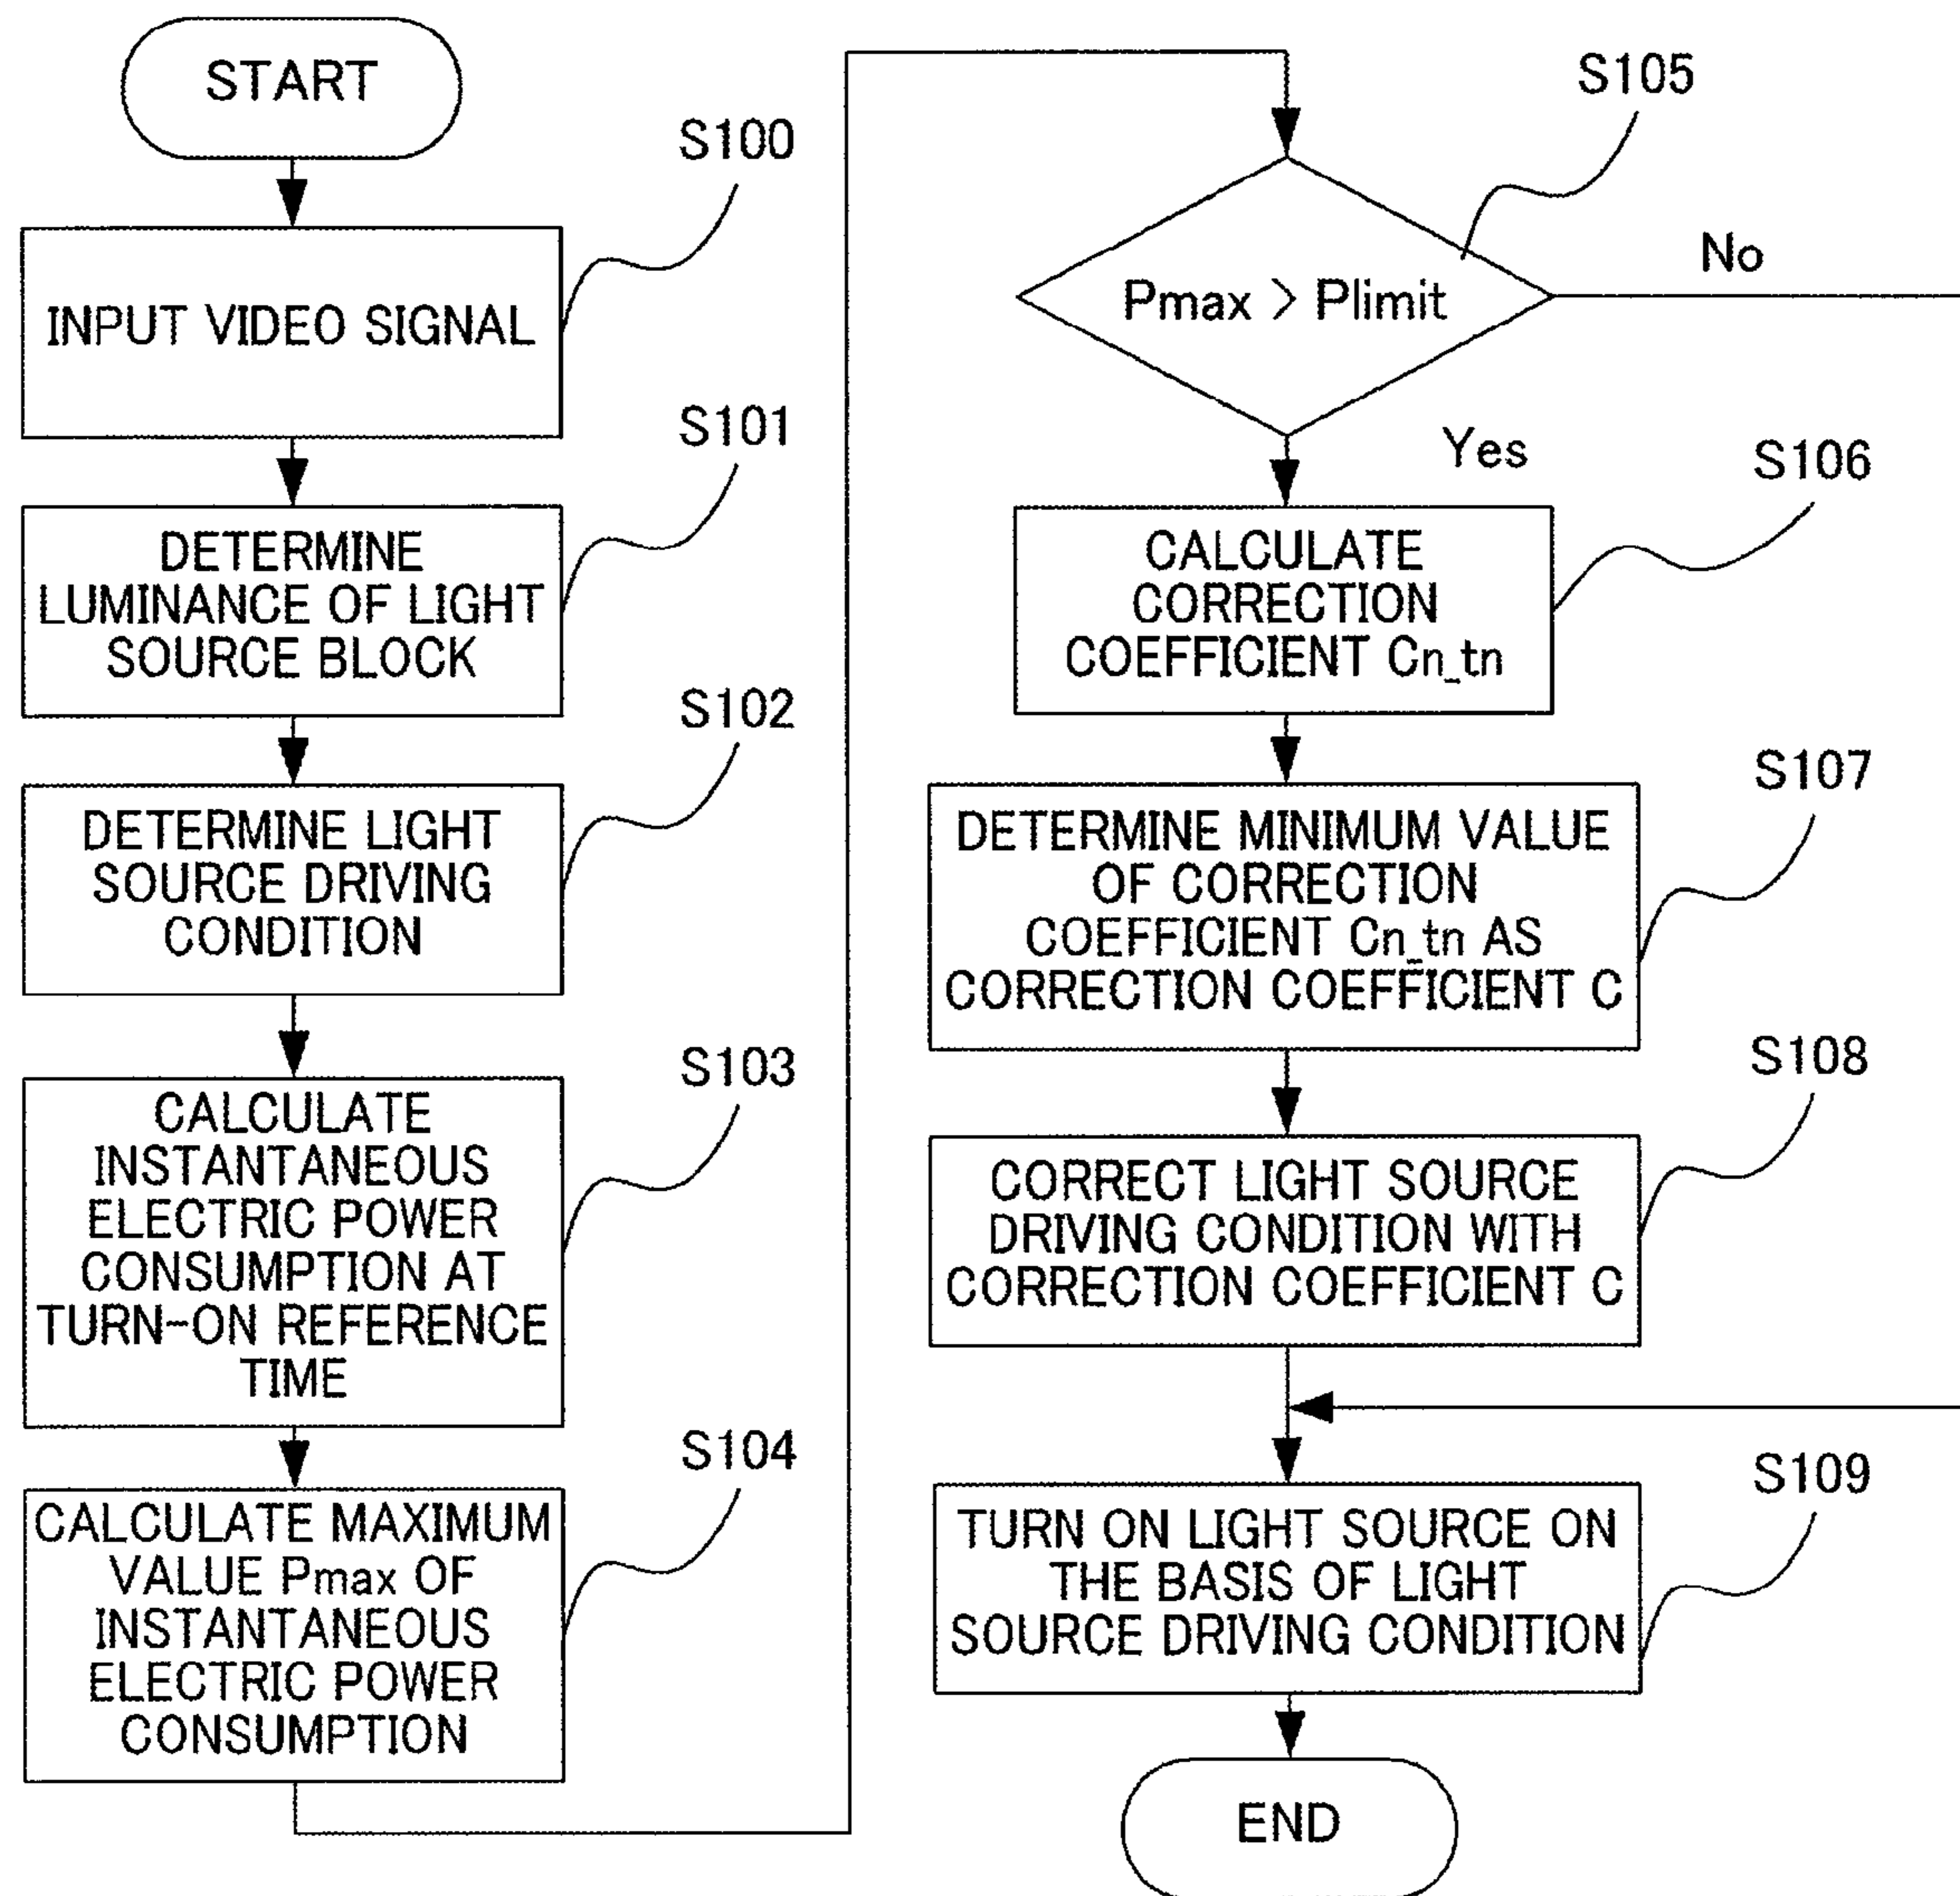 START
S100
INPUT VIDEO SIGNAL
S101
DETERMINE
LUMINANCE OF LIGHT
SOURCE BLOCK
S102
DETERMINE LIGHT
SOURCE DRIVING
CONDITION
S103
CALCULATE
INSTANTANEOUS
ELECTRIC POWER
CONSUMPTION AT
TURN-ON REFERENCE
TIME
S104
CALCULATE MAXIMUM
VALUE Pmax OF
INSTANTANEOUS
ELECTRIC POWER
CONSUMPTION
S105
Pmax > Plimit
No
Yes
S106
CALCULATE
CORRECTION
COEFFICIENT Cn_tn
S107
DETERMINE MINIMUM VALUE
OF CORRECTION
COEFFICIENT Cn_tn AS
CORRECTION COEFFICIENT C
S108
CORRECT LIGHT SOURCE
DRIVING CONDITION WITH
CORRECTION COEFFICIENT C
S109
TURN ON LIGHT SOURCE ON
THE BASIS OF LIGHT
SOURCE DRIVING CONDITION
END